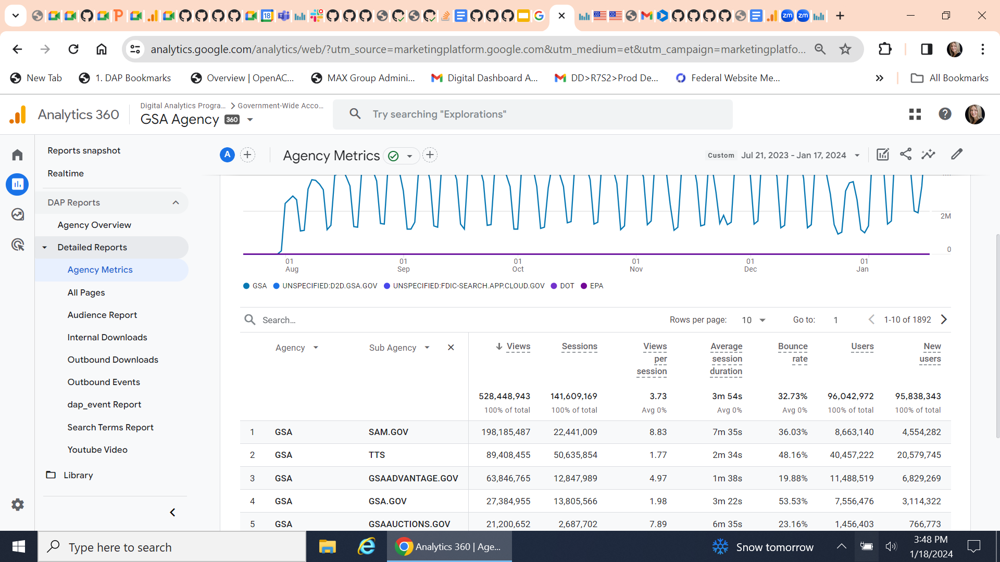 18
zm
zm
analytics.google.com/analytics/web/?utm_source=marketingplatform.google.com&utm_medium=et&utm_campaign=marketingplatfo...
New Tab
1. DAP Bookmarks
Overview | OpenAC...
MAX Group Admini...
Digital Dashboard A...
DD>R7S2>Prod De...
Federal Website Me...
All Bookmarks
Analytics 360
Digital Analytics Progra...
Government-Wide Acco...
GSA Agency 360
Try searching "Explorations"
Reports snapshot
Realtime
DAP Reports
Agency Overview
Detailed Reports
Agency Metrics
All Pages
Audience Report
Internal Downloads
Outbound Downloads
Outbound Events
dap_event Report
Search Terms Report
Youtube Video
Library
A
Agency Metrics
Custom Jul 21, 2023 - Jan 17, 2024
2M
0
01 Aug
01 Sep
01 Oct
01 Nov
01 Dec
01 Jan
GSA UNSPECIFIED:D2D.GSA.GOV UNSPECIFIED:FDIC-SEARCH.APP.CLOUD.GOV DOT EPA
Search...
Rows per page: 10 Go to: 1 1-10 of 1892
Agency Sub Agency Views Sessions Views per session Average session duration Bounce rate Users New users
528,448,943 141,609,169 3.73 3m 54s 32.73% 96,042,972 95,838,343
100% of total 100% of total Avg 0% Avg 0% Avg 0% 100% of total 100% of total
1 GSA SAM.GOV 198,185,487 22,441,009 8.83 7m 35s 36.03% 8,663,140 4,554,282
2 GSA TTS 89,408,455 50,635,854 1.77 2m 34s 48.16% 40,457,222 20,579,745
3 GSA GSAADVANTAGE.GOV 63,846,765 12,847,989 4.97 1m 38s 19.88% 11,488,519 6,829,269
4 GSA GSA.GOV 27,384,955 13,805,566 1.98 3m 22s 53.53% 7,556,476 3,114,322
5 GSA GSAAUCTIONS.GOV 21,200,652 2,687,702 7.89 6m 35s 23.16% 1,456,403 766,773
Type here to search
Analytics 360 | Age...
Snow tomorrow
3:48 PM
1/18/2024